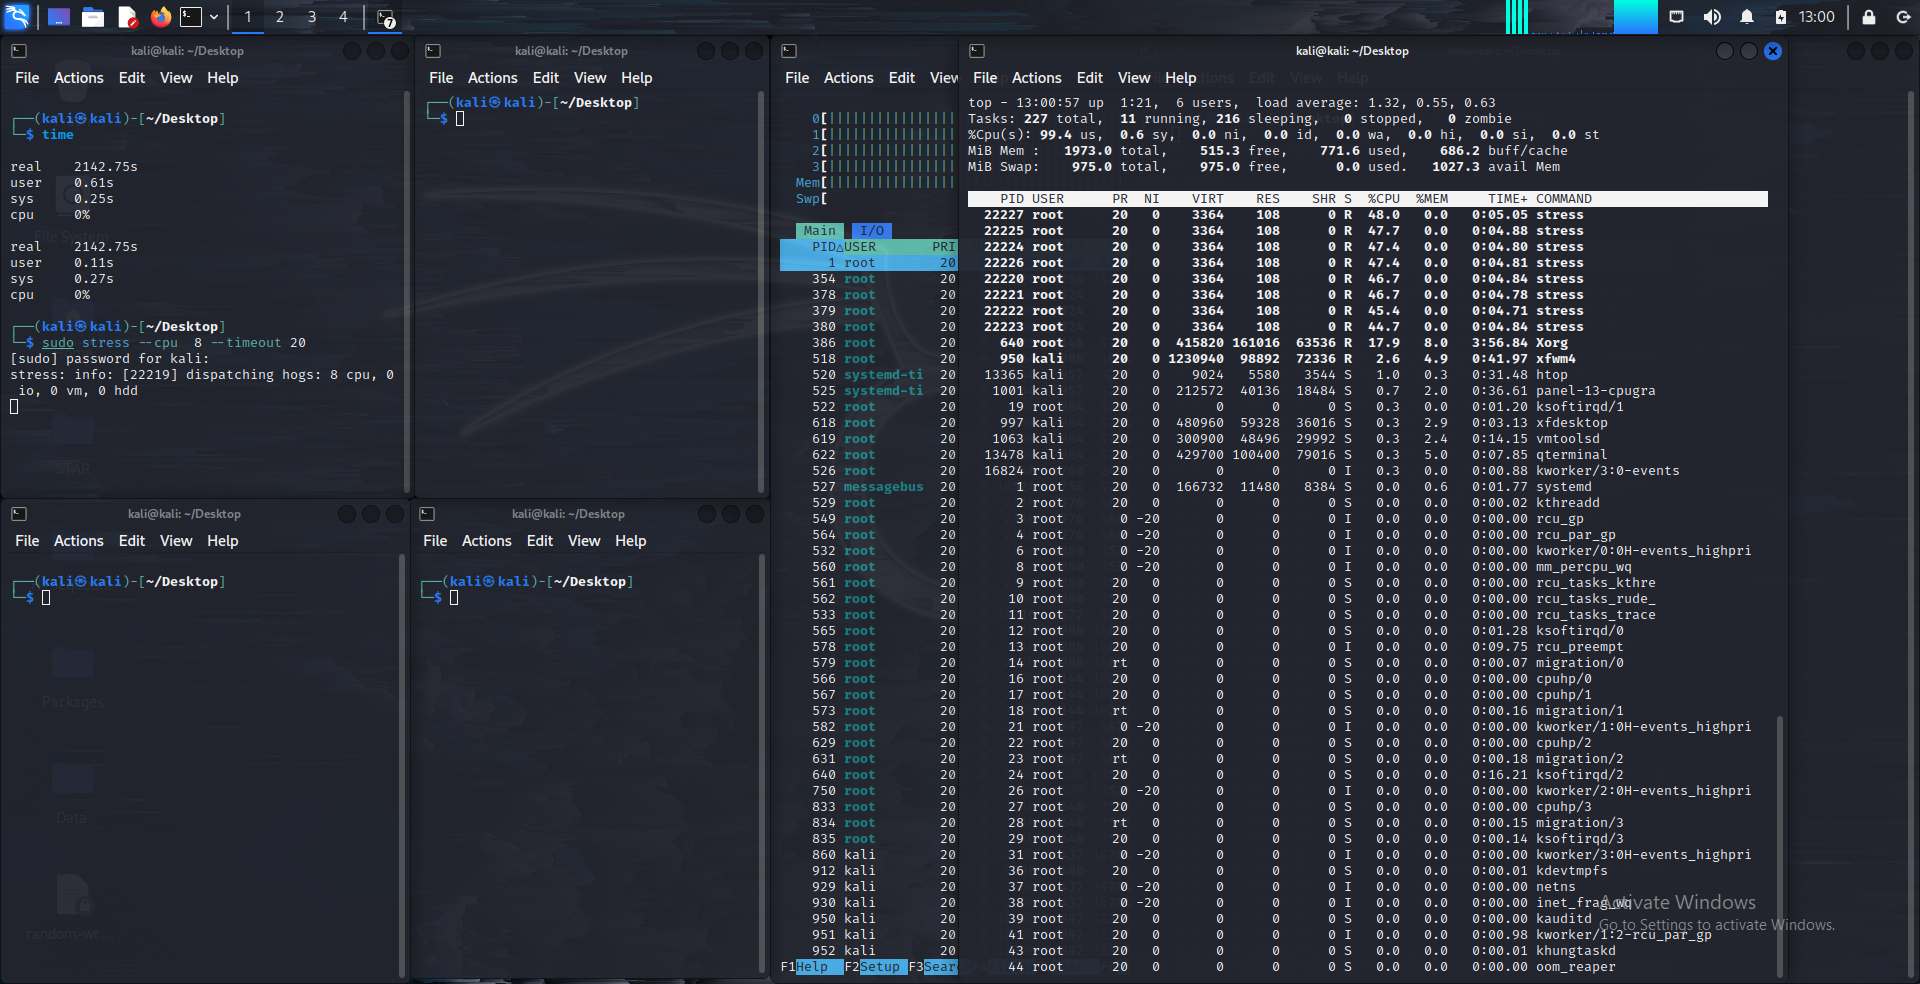 1 2 3 4 7 13:00
kali@kali: ~/Desktop
File Actions Edit View Help
┌──(kali㉿kali)-[~/Desktop]
└─$ time
real 2142.75s
user 0.61s
sys 0.25s
cpu 0%
real 2142.75s
user 0.11s
sys 0.27s
cpu 0%
┌──(kali㉿kali)-[~/Desktop]
└─$ sudo stress --cpu 8 --timeout 20
[sudo] password for kali:
stress: info: [22219] dispatching hogs: 8 cpu, 0
io, 0 vm, 0 hdd
File System
STAR
kali@kali: ~/Desktop
File Actions Edit View Help
┌──(kali㉿kali)-[~/Desktop]
└─$
kali@kali: ~/Desktop
File Actions Edit View Help
┌──(kali㉿kali)-[~/Desktop]
└─$
Packages
Data
random-wr...
kali@kali: ~/Desktop
File Actions Edit View Help
┌──(kali㉿kali)-[~/Desktop]
└─$
File Actions Edit View
0[||||||||||||||||
1[||||||||||||||||
2[||||||||||||||||
3[||||||||||||||||
Mem[||||||||||||||||
Swp[
Main I/O
PID△USER PRI
1 root 20
354 root 20
378 root 20
379 root 20
380 root 20
386 root 20
518 root 20
520 systemd-ti 20
525 systemd-ti 20
522 root 20
618 root 20
619 root 20
622 root 20
526 root 20
527 messagebus 20
529 root 20
549 root 20
564 root 20
532 root 20
560 root 20
561 root 20
562 root 20
533 root 20
565 root 20
578 root 20
579 root 20
566 root 20
567 root 20
573 root 20
582 root 20
629 root 20
631 root 20
640 root 20
750 root 20
833 root 20
834 root 20
835 root 20
860 kali 20
912 kali 20
929 kali 20
930 kali 20
950 kali 20
951 kali 20
952 kali 20
F1Help F2Setup F3Sear
kali@kali: ~/Desktop
File Actions Edit View Help
top - 13:00:57 up 1:21, 6 users, load average: 1.32, 0.55, 0.63
Tasks: 227 total, 11 running, 216 sleeping, 0 stopped, 0 zombie
%Cpu(s): 99.4 us, 0.6 sy, 0.0 ni, 0.0 id, 0.0 wa, 0.0 hi, 0.0 si, 0.0 st
MiB Mem : 1973.0 total, 515.3 free, 771.6 used, 686.2 buff/cache
MiB Swap: 975.0 total, 975.0 free, 0.0 used. 1027.3 avail Mem
PID USER PR NI VIRT RES SHR S %CPU %MEM TIME+ COMMAND
22227 root 20 0 3364 108 0 R 48.0 0.0 0:05.05 stress
22225 root 20 0 3364 108 0 R 47.7 0.0 0:04.88 stress
22224 root 20 0 3364 108 0 R 47.4 0.0 0:04.80 stress
22226 root 20 0 3364 108 0 R 47.4 0.0 0:04.81 stress
22220 root 20 0 3364 108 0 R 46.7 0.0 0:04.84 stress
22221 root 20 0 3364 108 0 R 46.7 0.0 0:04.78 stress
22222 root 20 0 3364 108 0 R 45.4 0.0 0:04.71 stress
22223 root 20 0 3364 108 0 R 44.7 0.0 0:04.84 stress
640 root 20 0 415820 161016 63536 R 17.9 8.0 3:56.84 Xorg
950 kali 20 0 1230940 98892 72336 R 2.6 4.9 0:41.97 xfwm4
13365 kali 20 0 9024 5580 3544 S 1.0 0.3 0:31.48 htop
1001 kali 20 0 212572 40136 18484 S 0.7 2.0 0:36.61 panel-13-cpugra
19 root 20 0 0 0 0 S 0.3 0.0 0:01.20 ksoftirqd/1
997 kali 20 0 480960 59328 36016 S 0.3 2.9 0:03.13 xfdesktop
1063 kali 20 0 300900 48496 29992 S 0.3 2.4 0:14.15 vmtoolsd
13478 kali 20 0 429700 100400 79016 S 0.3 5.0 0:07.85 qterminal
16824 root 20 0 0 0 0 I 0.3 0.0 0:00.88 kworker/3:0-events
1 root 20 0 166732 11480 8384 S 0.0 0.6 0:01.77 systemd
2 root 20 0 0 0 0 S 0.0 0.0 0:00.02 kthreadd
3 root 0 -20 0 0 0 I 0.0 0.0 0:00.00 rcu_gp
4 root 0 -20 0 0 0 I 0.0 0.0 0:00.00 rcu_par_gp
6 root 0 -20 0 0 0 I 0.0 0.0 0:00.00 kworker/0:0H-events_highpri
8 root 0 -20 0 0 0 I 0.0 0.0 0:00.00 mm_percpu_wq
9 root 20 0 0 0 0 S 0.0 0.0 0:00.00 rcu_tasks_kthre
10 root 20 0 0 0 0 S 0.0 0.0 0:00.00 rcu_tasks_rude_
11 root 20 0 0 0 0 S 0.0 0.0 0:00.00 rcu_tasks_trace
12 root 20 0 0 0 0 S 0.0 0.0 0:01.28 ksoftirqd/0
13 root 20 0 0 0 0 I 0.0 0.0 0:09.75 rcu_preempt
14 root rt 0 0 0 0 S 0.0 0.0 0:00.07 migration/0
16 root 20 0 0 0 0 S 0.0 0.0 0:00.00 cpuhp/0
17 root 20 0 0 0 0 S 0.0 0.0 0:00.00 cpuhp/1
18 root rt 0 0 0 0 S 0.0 0.0 0:00.16 migration/1
21 root 0 -20 0 0 0 I 0.0 0.0 0:00.00 kworker/1:0H-events_highpri
22 root 20 0 0 0 0 S 0.0 0.0 0:00.00 cpuhp/2
23 root rt 0 0 0 0 S 0.0 0.0 0:00.18 migration/2
24 root 20 0 0 0 0 S 0.0 0.0 0:16.21 ksoftirqd/2
26 root 0 -20 0 0 0 I 0.0 0.0 0:00.00 kworker/2:0H-events_highpri
27 root 20 0 0 0 0 S 0.0 0.0 0:00.00 cpuhp/3
28 root rt 0 0 0 0 S 0.0 0.0 0:00.15 migration/3
29 root 20 0 0 0 0 S 0.0 0.0 0:00.14 ksoftirqd/3
31 root 0 -20 0 0 0 I 0.0 0.0 0:00.00 kworker/3:0H-events_highpri
36 root 20 0 0 0 0 S 0.0 0.0 0:00.01 kdevtmpfs
37 root 0 -20 0 0 0 I 0.0 0.0 0:00.00 netns
38 root 0 -20 0 0 0 I 0.0 0.0 0:00.00 inet_frag_wq
39 root 20 0 0 0 0 S 0.0 0.0 0:00.00 kauditd
41 root 20 0 0 0 0 I 0.0 0.0 0:00.98 kworker/1:2-rcu_par_gp
43 root 20 0 0 0 0 S 0.0 0.0 0:00.01 khungtaskd
44 root 20 0 0 0 0 S 0.0 0.0 0:00.00 oom_reaper
Activate Windows
Go to Settings to activate Windows.